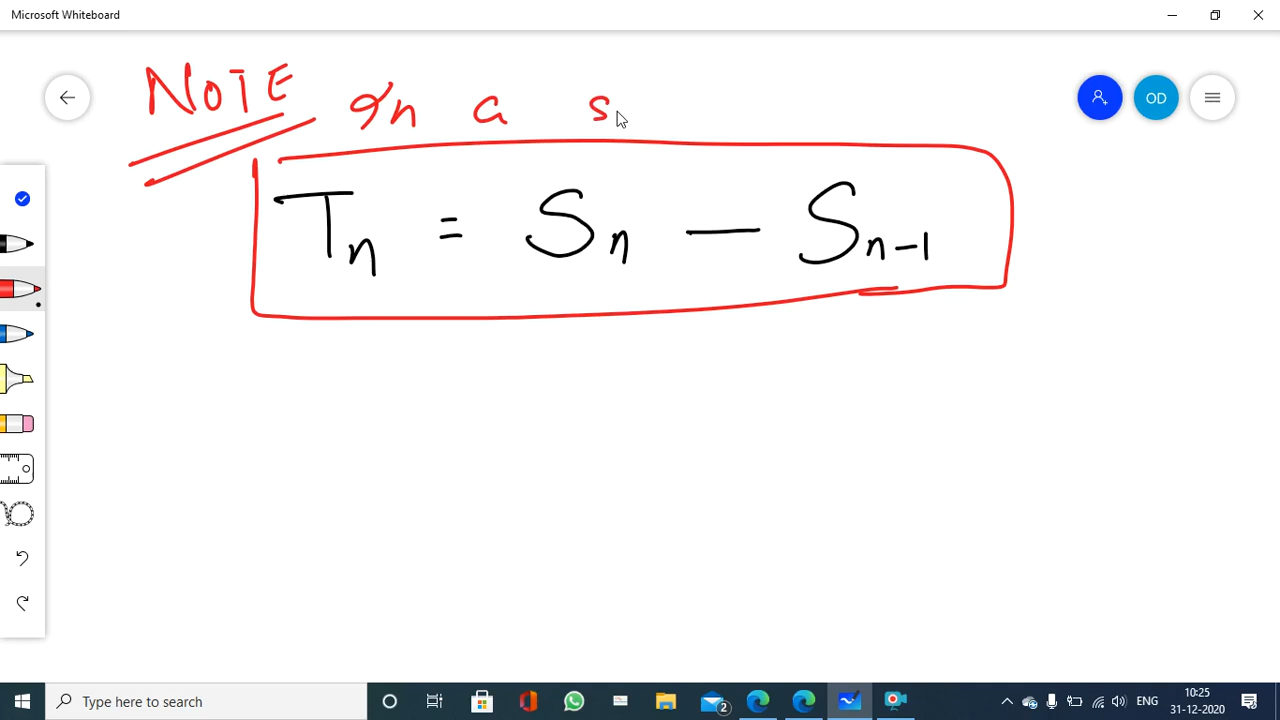 Microsoft Whiteboard
NOTE In a s
OD
Tn = Sn — Sn-1
Type here to search
2
ENG
10:25
31-12-2020